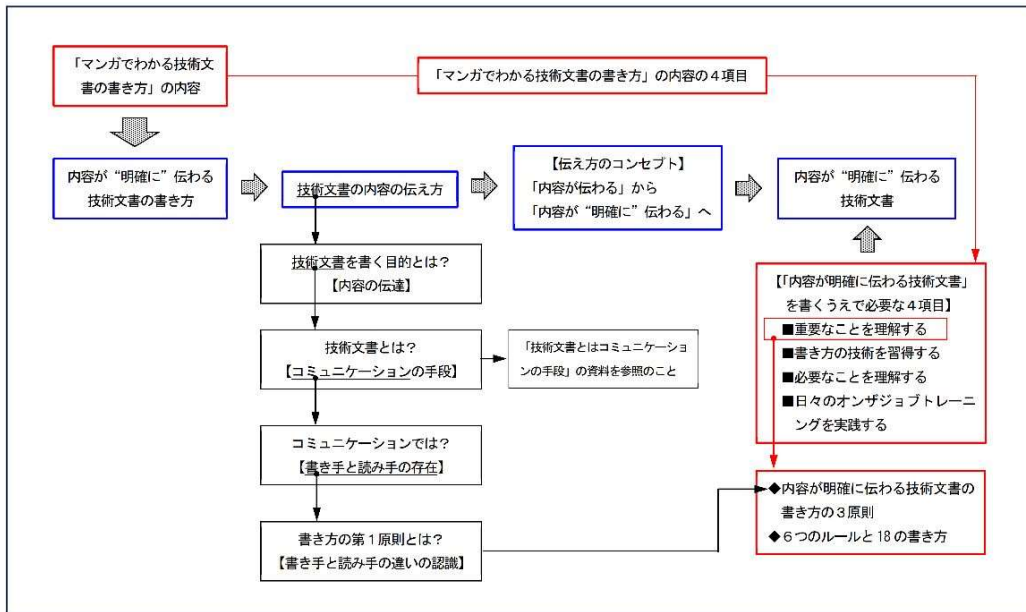 「マンガでわかる技術文
書の書き方」の内容
「マンガでわかる技術文書の書き方」の内容の４項目
内容が“明確に”伝わる
技術文書の書き方
技術文書の内容の伝え方
【伝え方のコンセプト】
「内容が伝わる」から
「内容が“明確に”伝わる」へ
内容が“明確に”伝わる
技術文書
技術文書を書く目的とは？
【内容の伝達】
技術文書とは？
【コミュニケーションの手段】
「技術文書とはコミュニケーショ
ンの手段」の資料を参照のこと
コミュニケーションでは？
【書き手と読み手の存在】
書き方の第１原則とは？
【書き手と読み手の違いの認識】
【「内容が明確に伝わる技術文書」
を書くうえで必要な４項目】
■重要なことを理解する
■書き方の技術を習得する
■必要なことを理解する
■日々のオンザジョブトレーニ
ングを実践する
◆内容が明確に伝わる技術文書の
書き方の３原則
◆６つのルールと18の書き方